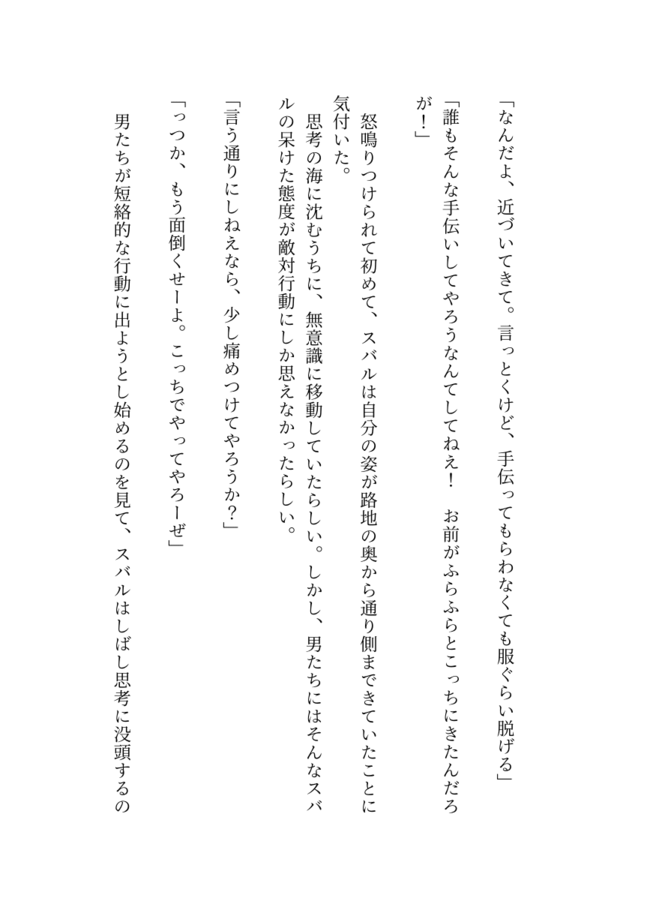 「なんだよ、近づいてきて。言っとくけど、手伝ってもらわなくても服ぐらい脱げる」
「誰もそんな手伝いしてやろうなんてしてねえ！　お前がふらふらとこっちにきたんだろ
が！」
　怒鳴りつけられて初めて、スバルは自分の姿が路地の奥から通り側まできていたことに
気付いた。
　思考の海に沈むうちに、無意識に移動していたらしい。しかし、男たちにはそんなスバ
ルの呆けた態度が敵対行動にしか思えなかったらしい。
「言う通りにしねえなら、少し痛めつけてやろうか？」
「っつか、もう面倒くせーよ。こっちでやってやろーぜ」
　男たちが短絡的な行動に出ようとし始めるのを見て、スバルはしばし思考に没頭するの